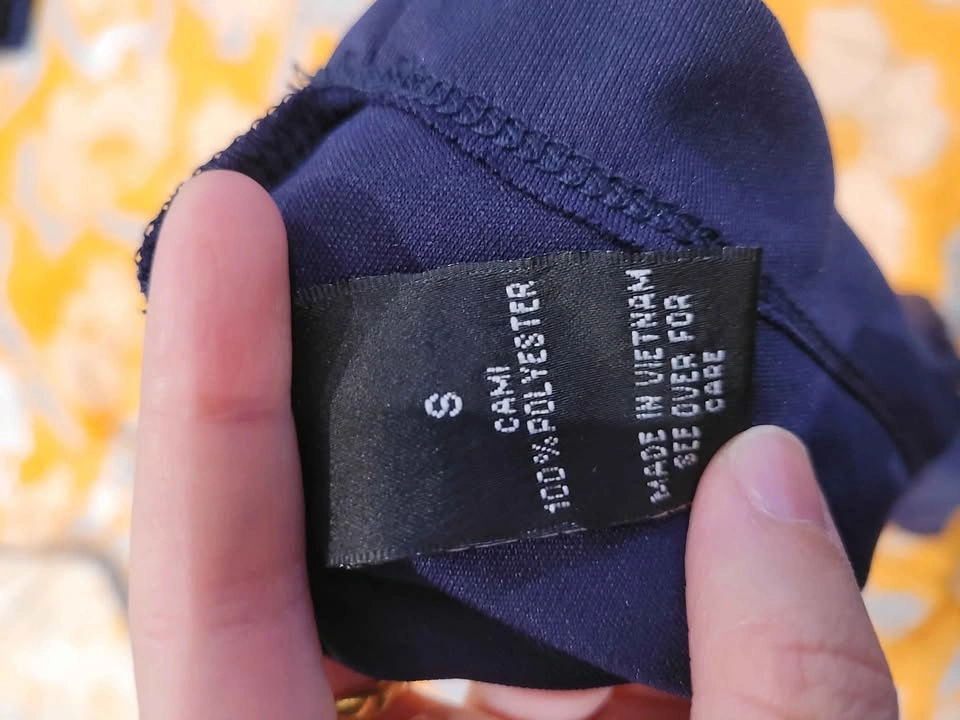 S
CAMI
100%POLYESTER
MADE IN VIETNAM
SEE OVER FOR
CARE